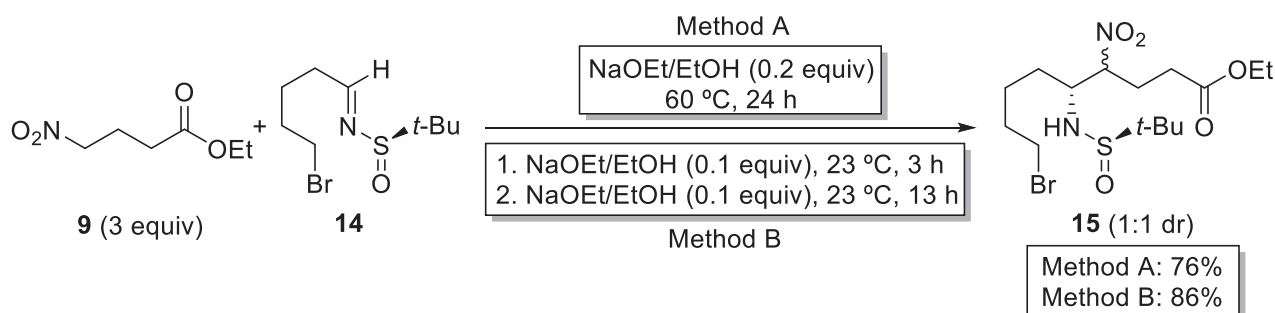 Method A
NaOEt/EtOH (0.2 equiv)
60 ºC, 24 h
1. NaOEt/EtOH (0.1 equiv), 23 ºC, 3 h
2. NaOEt/EtOH (0.1 equiv), 23 ºC, 13 h
Method B
O2N
O
OEt
+
9 (3 equiv)
H
N
S
t-Bu
O
Br
14
NO2
OEt
O
HN
S
t-Bu
O
Br
15 (1:1 dr)
Method A: 76%
Method B: 86%